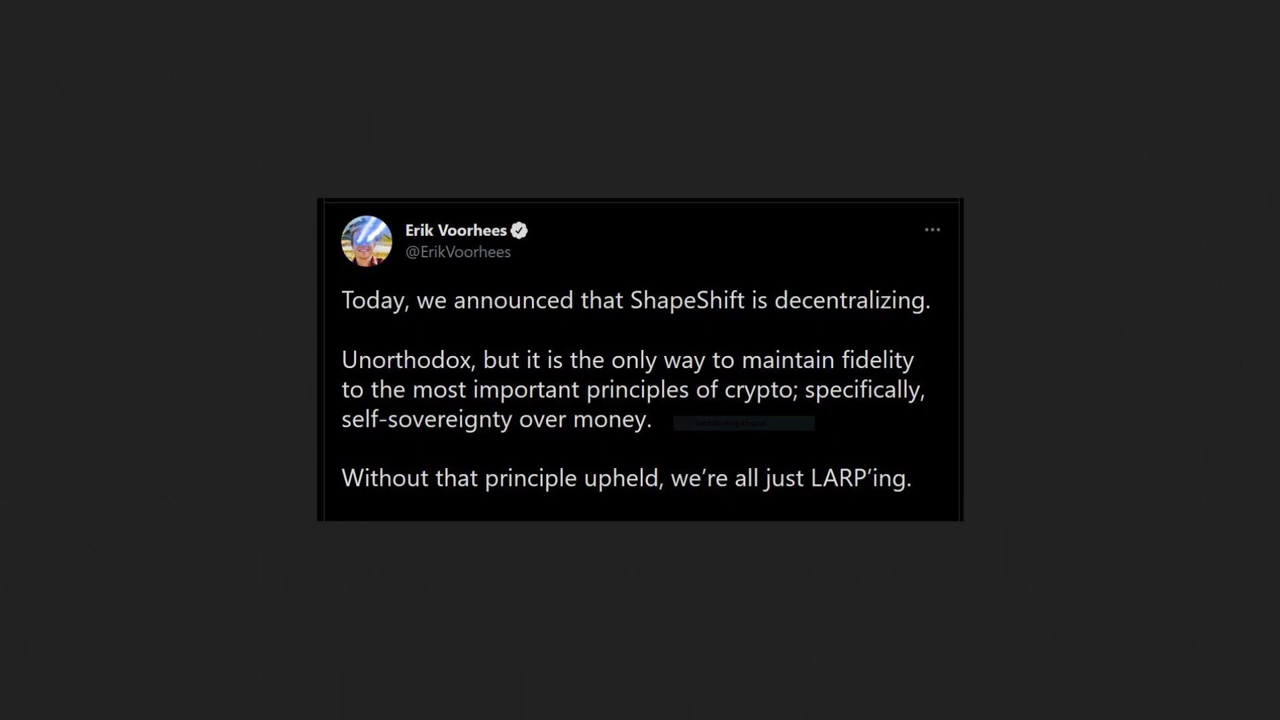 Erik Voorhees
@ErikVoorhees
Today, we announced that ShapeShift is decentralizing.
Unorthodox, but it is the only way to maintain fidelity
to the most important principles of crypto; specifically,
self-sovereignty over money.
Without that principle upheld, we’re all just LARP’ing.